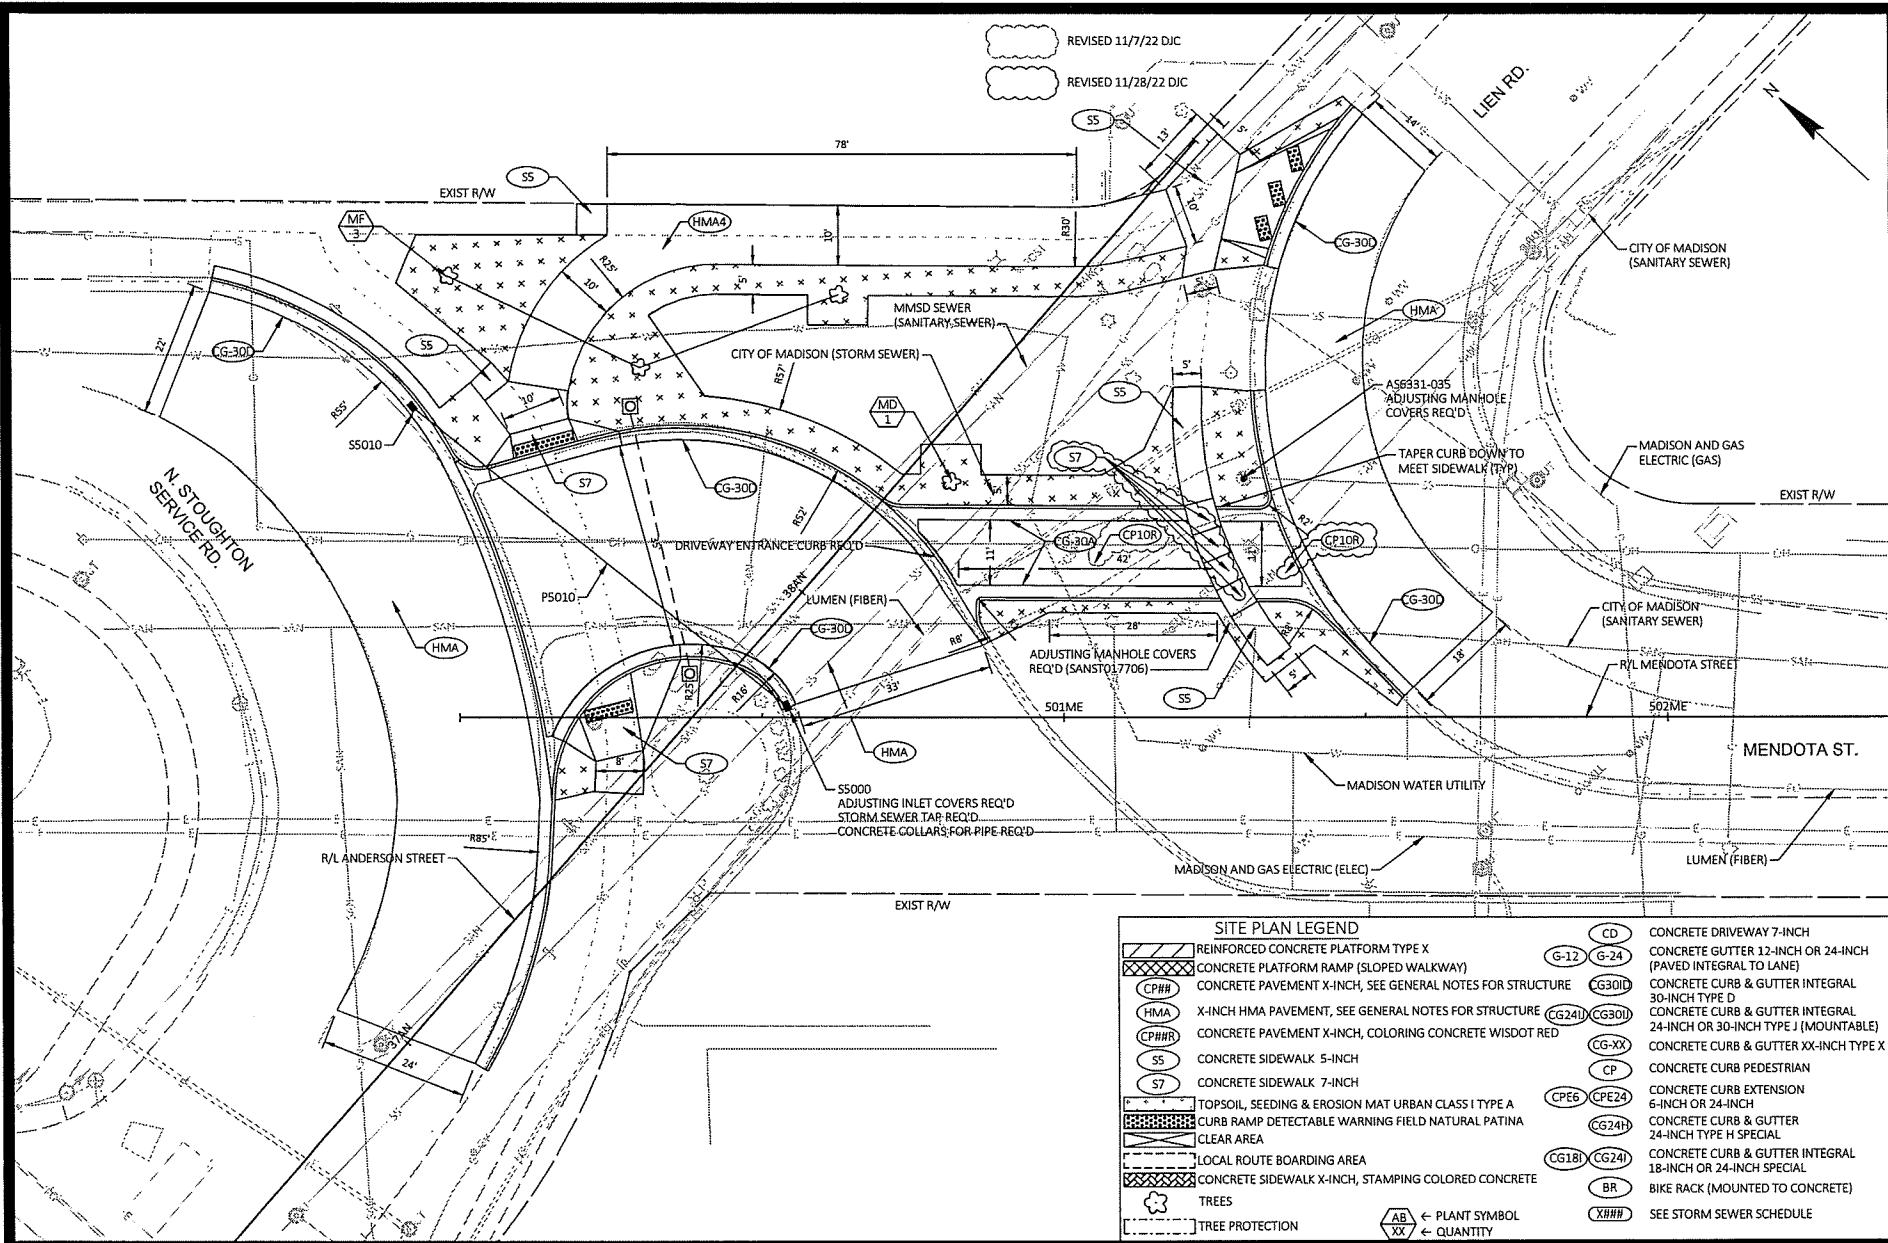 REVISED 11/7/22 DJC
REVISED 11/28/22 DJC
LIEN RD.
N
S5
13'
5'
14'
78'
S5
EXIST R/W
MF
3
HMA4
10'
R30'
10'
CG-30D
CITY OF MADISON
(SANITARY SEWER)
R25'
10'
5'
22'
CG-30D
S5
MMSD SEWER
(SANITARY SEWER)
HMA
CITY OF MADISON (STORM SEWER)
R57'
5'
S5
AS6331-035
ADJUSTING MANHOLE
COVERS REQ'D
R55'
10'
MD
1
S5010
TAPER CURB DOWN TO
MEET SIDEWALK (TYP)
MADISON AND GAS
ELECTRIC (GAS)
S7
N. STOUGHTON
SERVICE RD.
S7
CG-30D
5'
R52'
EXIST R/W
R2'
DRIVEWAY ENTRANCE CURB REQ'D
CG-30A
CP10R
CP10R
11'
42'
P5010
38AN
LUMEN (FIBER)
CG-30D
CG-30D
CITY OF MADISON
(SANITARY SEWER)
HMA
R8'
28'
ADJUSTING MANHOLE COVERS
REQ'D (SANST017706)
18'
R/L MENDOTA STREET
R25'
R16'
33'
5'
S5
501ME
502ME
HMA
MENDOTA ST.
S7
8'
S5000
ADJUSTING INLET COVERS REQ'D
STORM SEWER TAP REQ'D
CONCRETE COLLARS FOR PIPE REQ'D
MADISON WATER UTILITY
R85'
R/L ANDERSON STREET
MADISON AND GAS ELECTRIC (ELEC)
LUMEN (FIBER)
EXIST R/W
37AN
24'
SITE PLAN LEGEND
REINFORCED CONCRETE PLATFORM TYPE X
CONCRETE PLATFORM RAMP (SLOPED WALKWAY)
CP## CONCRETE PAVEMENT X-INCH, SEE GENERAL NOTES FOR STRUCTURE
HMA X-INCH HMA PAVEMENT, SEE GENERAL NOTES FOR STRUCTURE
CP##R CONCRETE PAVEMENT X-INCH, COLORING CONCRETE WISDOT RED
S5 CONCRETE SIDEWALK 5-INCH
S7 CONCRETE SIDEWALK 7-INCH
TOPSOIL, SEEDING & EROSION MAT URBAN CLASS I TYPE A
CURB RAMP DETECTABLE WARNING FIELD NATURAL PATINA
CLEAR AREA
LOCAL ROUTE BOARDING AREA
CONCRETE SIDEWALK X-INCH, STAMPING COLORED CONCRETE
TREES
TREE PROTECTION
AB ← PLANT SYMBOL
XX ← QUANTITY
CD CONCRETE DRIVEWAY 7-INCH
G-12 G-24 CONCRETE GUTTER 12-INCH OR 24-INCH
(PAVED INTEGRAL TO LANE)
CG30ID CONCRETE CURB & GUTTER INTEGRAL
30-INCH TYPE D
CG24IJ CG30IJ CONCRETE CURB & GUTTER INTEGRAL
24-INCH OR 30-INCH TYPE J (MOUNTABLE)
CG-XX CONCRETE CURB & GUTTER XX-INCH TYPE X
CP CONCRETE CURB PEDESTRIAN
CPE6 CPE24 CONCRETE CURB EXTENSION
6-INCH OR 24-INCH
CG24H CONCRETE CURB & GUTTER
24-INCH TYPE H SPECIAL
CG18I CG24I CONCRETE CURB & GUTTER INTEGRAL
18-INCH OR 24-INCH SPECIAL
BR BIKE RACK (MOUNTED TO CONCRETE)
X### SEE STORM SEWER SCHEDULE